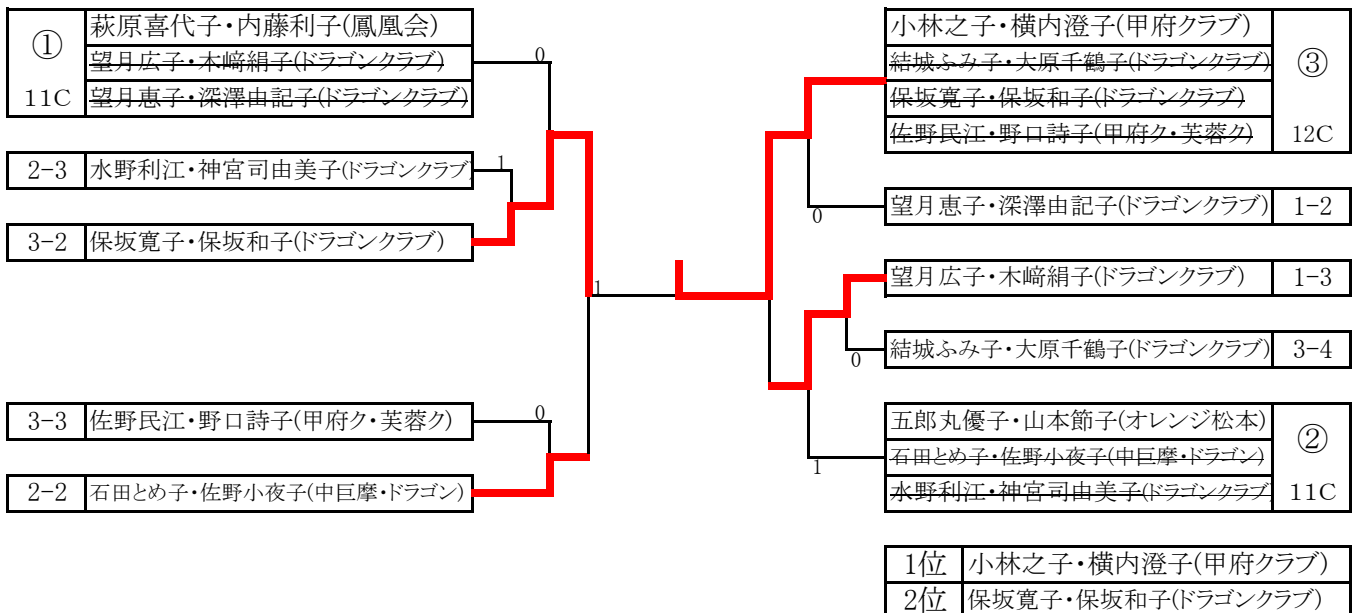 ① 萩原喜代子・内藤利子(鳳凰会)
望月広子・木﨑絹子(ドラゴンクラブ)
11C 望月恵子・深澤由記子(ドラゴンクラブ)
0
2-3 水野利江・神宮司由美子(ドラゴンクラブ)
1
3-2 保坂寛子・保坂和子(ドラゴンクラブ)
1
3-3 佐野民江・野口詩子(甲府ク・芙蓉ク)
0
2-2 石田とめ子・佐野小夜子(中巨摩・ドラゴン)
小林之子・横内澄子(甲府クラブ)
結城ふみ子・大原千鶴子(ドラゴンクラブ) ③
保坂寛子・保坂和子(ドラゴンクラブ)
佐野民江・野口詩子(甲府ク・芙蓉ク) 12C
0
望月恵子・深澤由記子(ドラゴンクラブ) 1-2
望月広子・木﨑絹子(ドラゴンクラブ) 1-3
0
結城ふみ子・大原千鶴子(ドラゴンクラブ) 3-4
五郎丸優子・山本節子(オレンジ松本) ②
1
石田とめ子・佐野小夜子(中巨摩・ドラゴン)
水野利江・神宮司由美子(ドラゴンクラブ 11C
1位 小林之子・横内澄子(甲府クラブ)
2位 保坂寛子・保坂和子(ドラゴンクラブ)